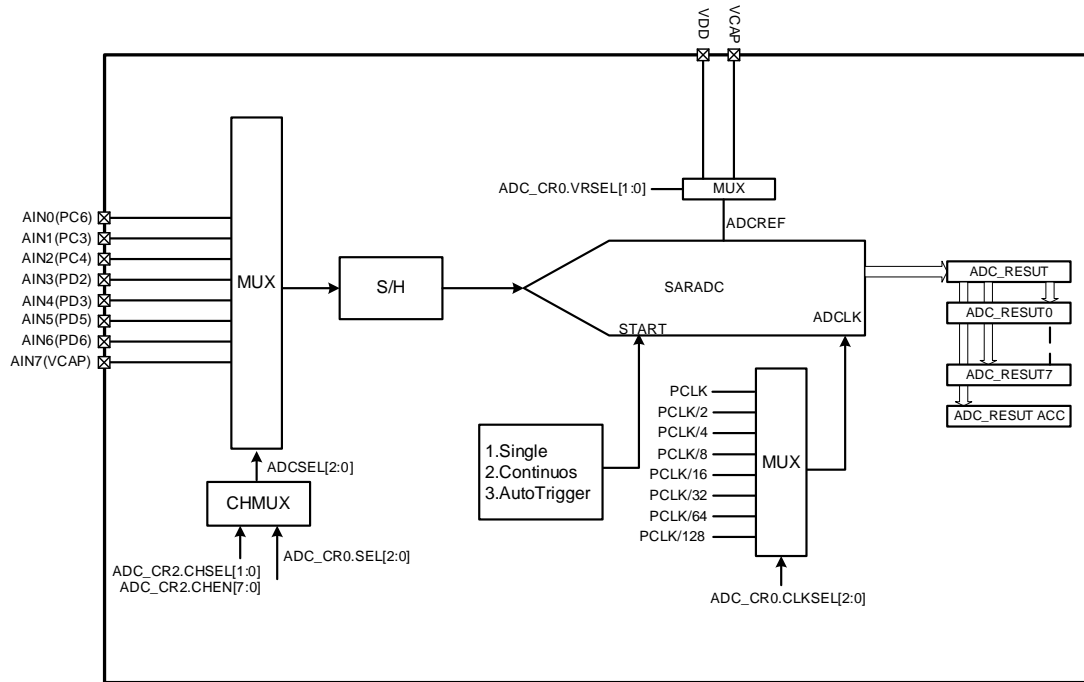 VDD
VCAP
ADC_CR0.VRSEL[1:0]
MUX
ADCREF
AIN0(PC6)
AIN1(PC3)
AIN2(PC4)
AIN3(PD2)
AIN4(PD3)
AIN5(PD5)
AIN6(PD6)
AIN7(VCAP)
MUX
S/H
SARADC
START
ADCLK
ADC_RESUT
ADC_RESUT0
ADC_RESUT7
ADC_RESUT ACC
ADCSEL[2:0]
CHMUX
ADC_CR0.SEL[2:0]
ADC_CR2.CHSEL[1:0]
ADC_CR2.CHEN[7:0]
1.Single
2.Continuos
3.AutoTrigger
PCLK
PCLK/2
PCLK/4
PCLK/8
PCLK/16
PCLK/32
PCLK/64
PCLK/128
MUX
ADC_CR0.CLKSEL[2:0]